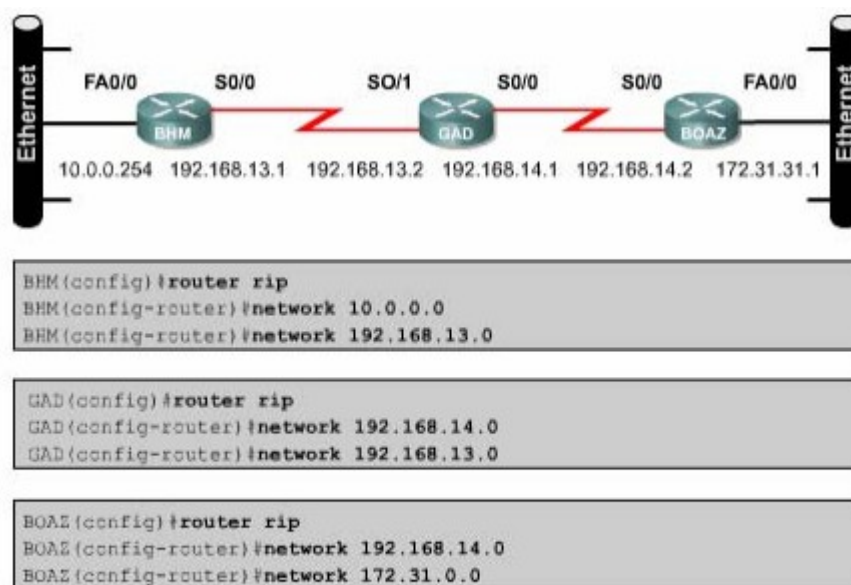 Ethernet
FA0/0 S0/0 SO/1 S0/0 S0/0 FA0/0
BHM GAD BOAZ
10.0.0.254 192.168.13.1 192.168.13.2 192.168.14.1 192.168.14.2 172.31.31.1
Ethernet
BHM(config)#router rip
BHM(config-router)#network 10.0.0.0
BHM(config-router)#network 192.168.13.0
GAD(config)#router rip
GAD(config-router)#network 192.168.14.0
GAD(config-router)#network 192.168.13.0
BOAZ(config)#router rip
BOAZ(config-router)#network 192.168.14.0
BOAZ(config-router)#network 172.31.0.0